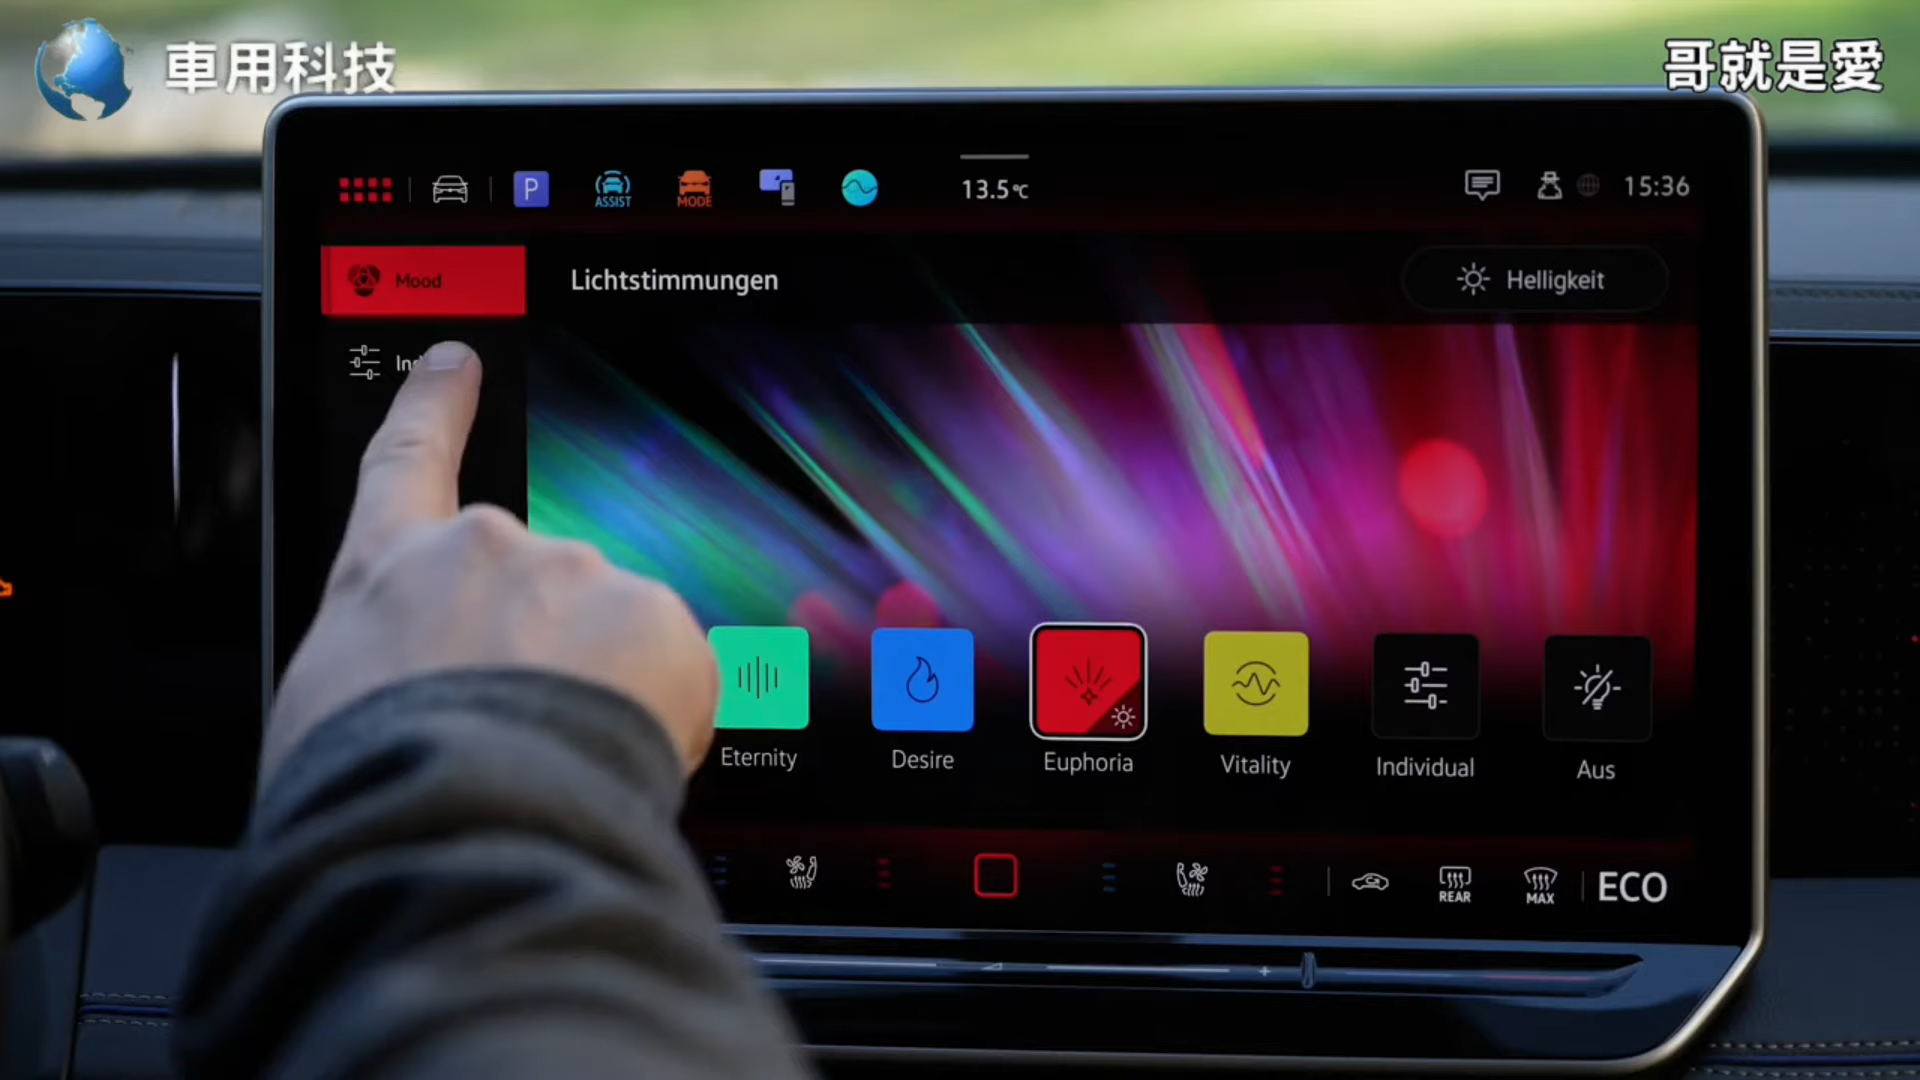 車用科技
哥就是愛
P
ASSIST
MODE
13.5°C
15:36
Mood
Lichtstimmungen
Helligkeit
Eternity
Desire
Euphoria
Vitality
Individual
Aus
REAR
MAX
ECO